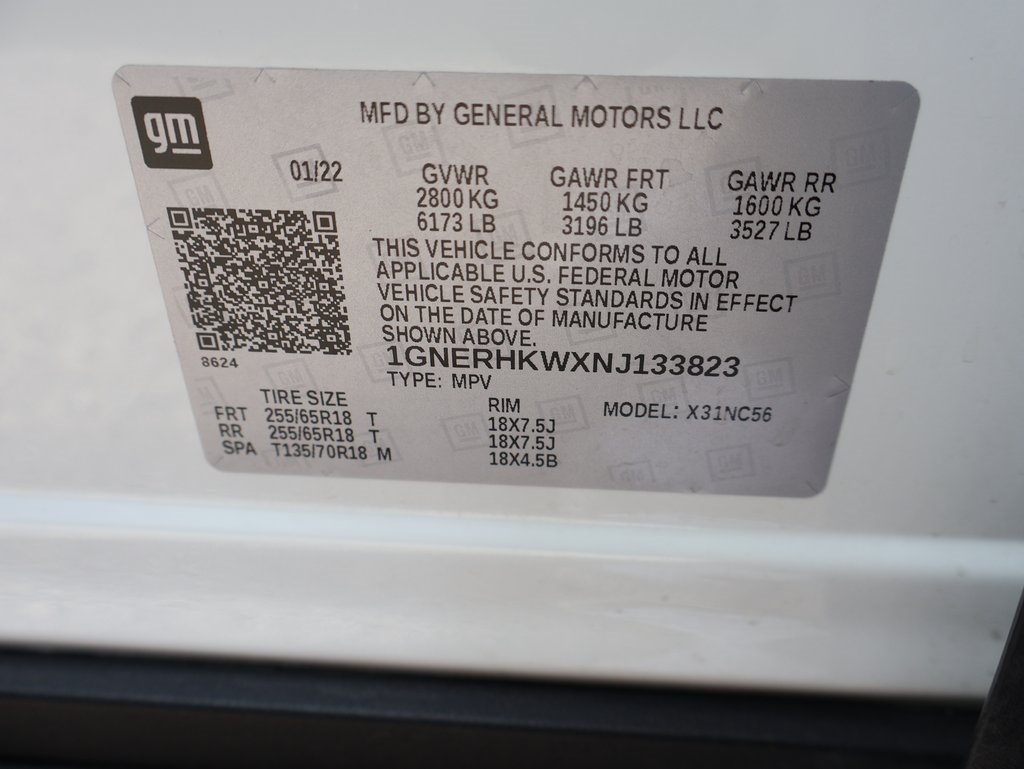 gm
MFD BY GENERAL MOTORS LLC
01/22 GVWR GAWR FRT GAWR RR
2800 KG 1450 KG 1600 KG
6173 LB 3196 LB 3527 LB
THIS VEHICLE CONFORMS TO ALL
APPLICABLE U.S. FEDERAL MOTOR
VEHICLE SAFETY STANDARDS IN EFFECT
ON THE DATE OF MANUFACTURE
SHOWN ABOVE.
8624
1GNERHKWXNJ133823
TYPE: MPV
TIRE SIZE RIM MODEL: X31NC56
FRT 255/65R18 T 18X7.5J
RR 255/65R18 T 18X7.5J
SPA T135/70R18 M 18X4.5B